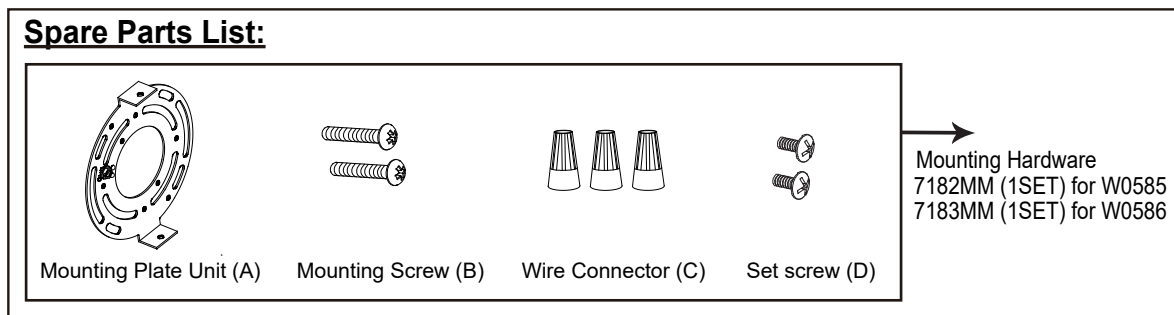 Spare Parts List:
Mounting Plate Unit (A)
Mounting Screw (B)
Wire Connector (C)
Set screw (D)
Mounting Hardware
7182MM (1SET) for W0585
7183MM (1SET) for W0586